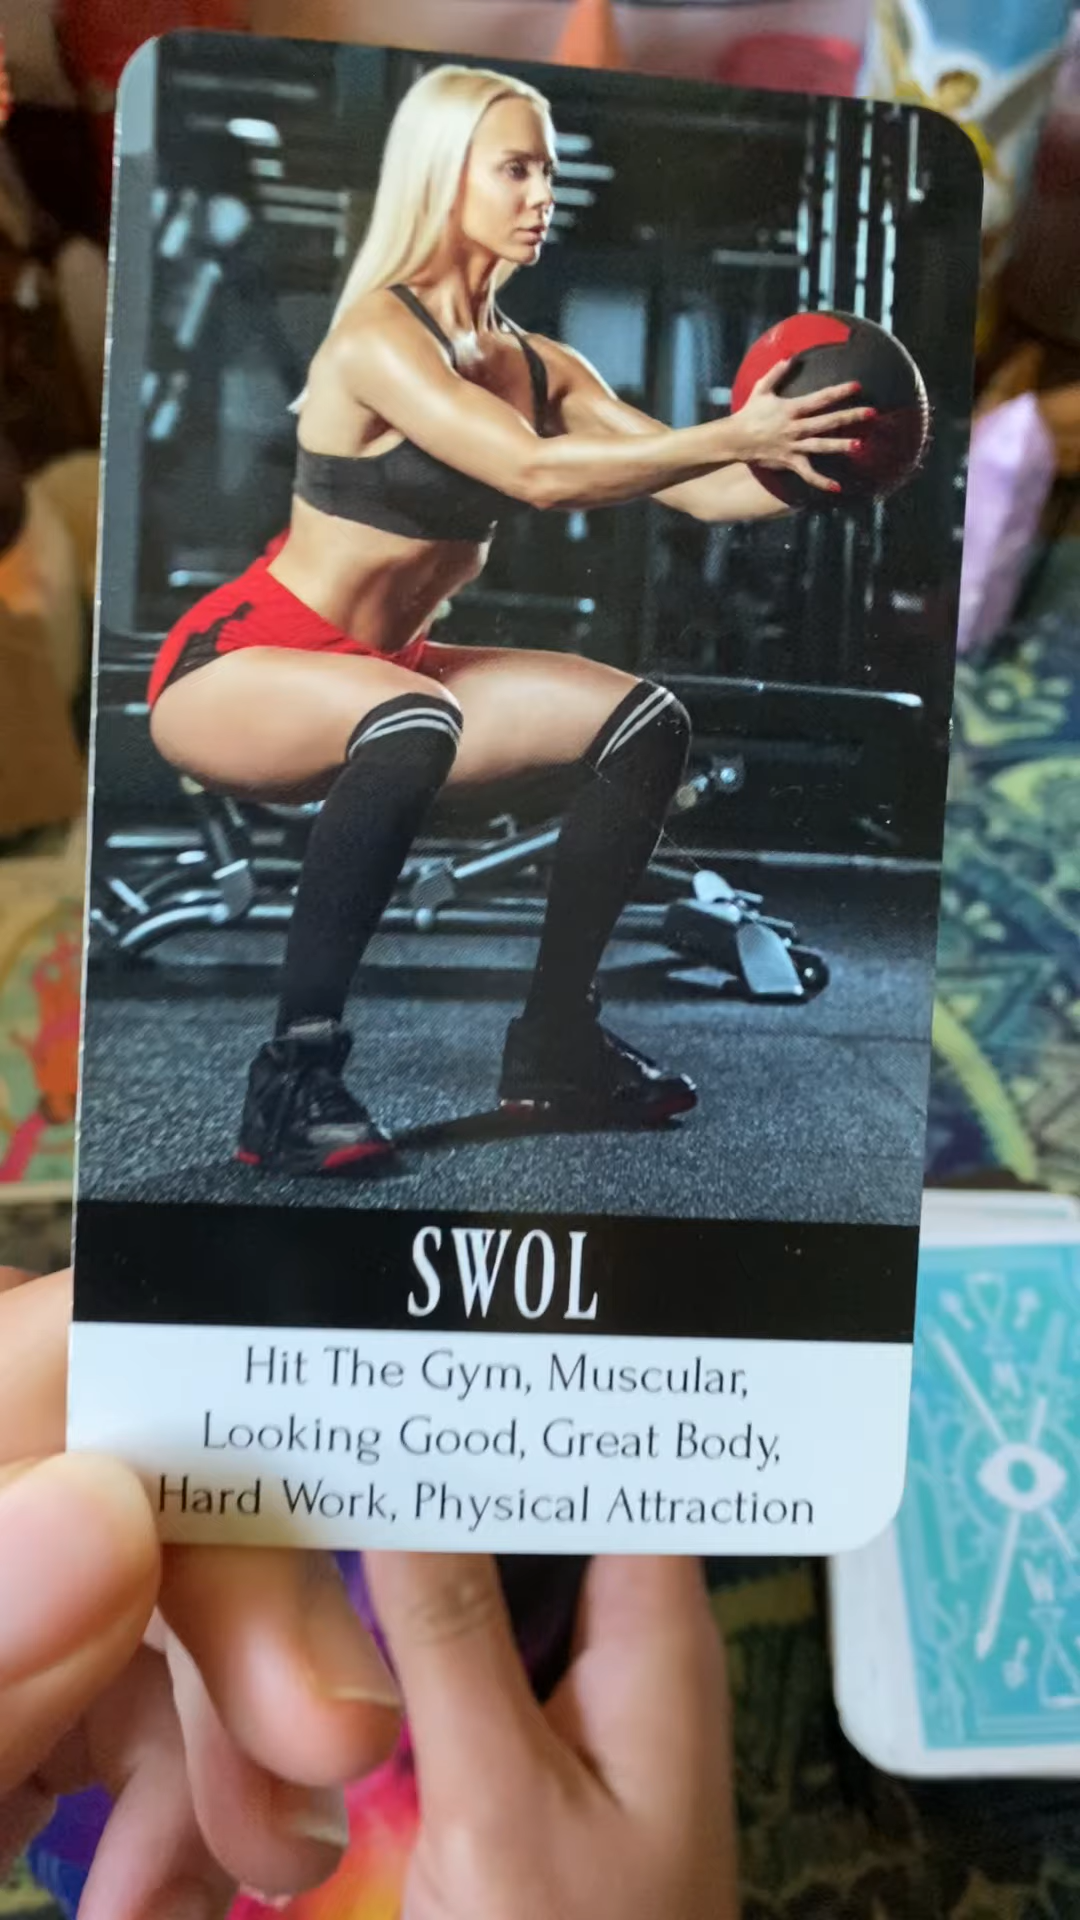 SWOL
Hit The Gym, Muscular,
Looking Good, Great Body,
Hard Work, Physical Attraction